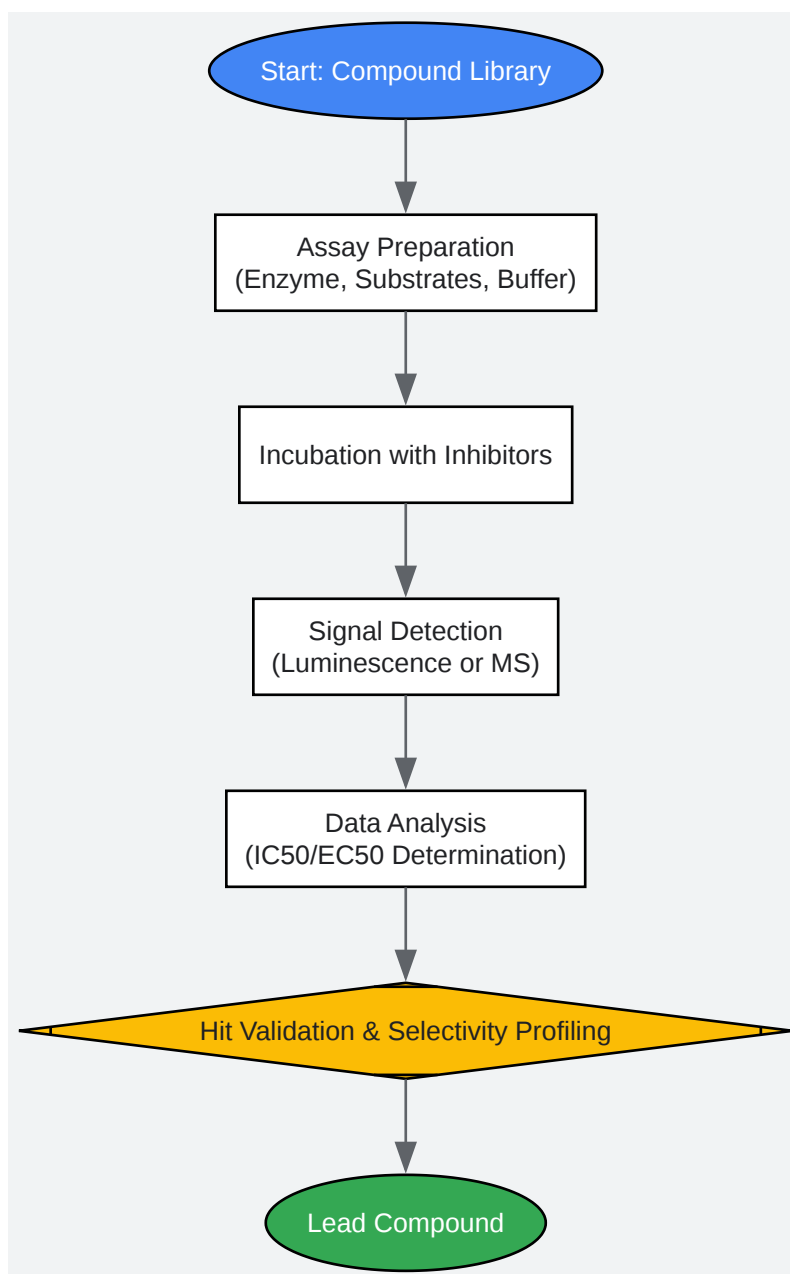 Start: Compound Library
Assay Preparation
(Enzyme, Substrates, Buffer)
Incubation with Inhibitors
Signal Detection
(Luminescence or MS)
Data Analysis
(IC50/EC50 Determination)
Hit Validation & Selectivity Profiling
Lead Compound